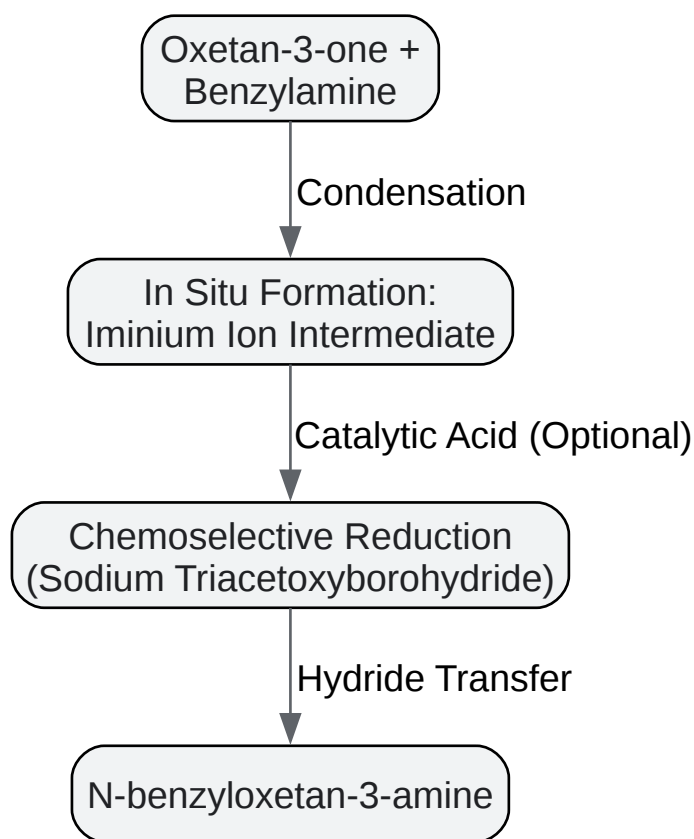 Oxetan-3-one +
Benzylamine
Condensation
In Situ Formation:
Iminium Ion Intermediate
Catalytic Acid (Optional)
Chemoselective Reduction
(Sodium Triacetoxyborohydride)
Hydride Transfer
N-benzyloxetan-3-amine